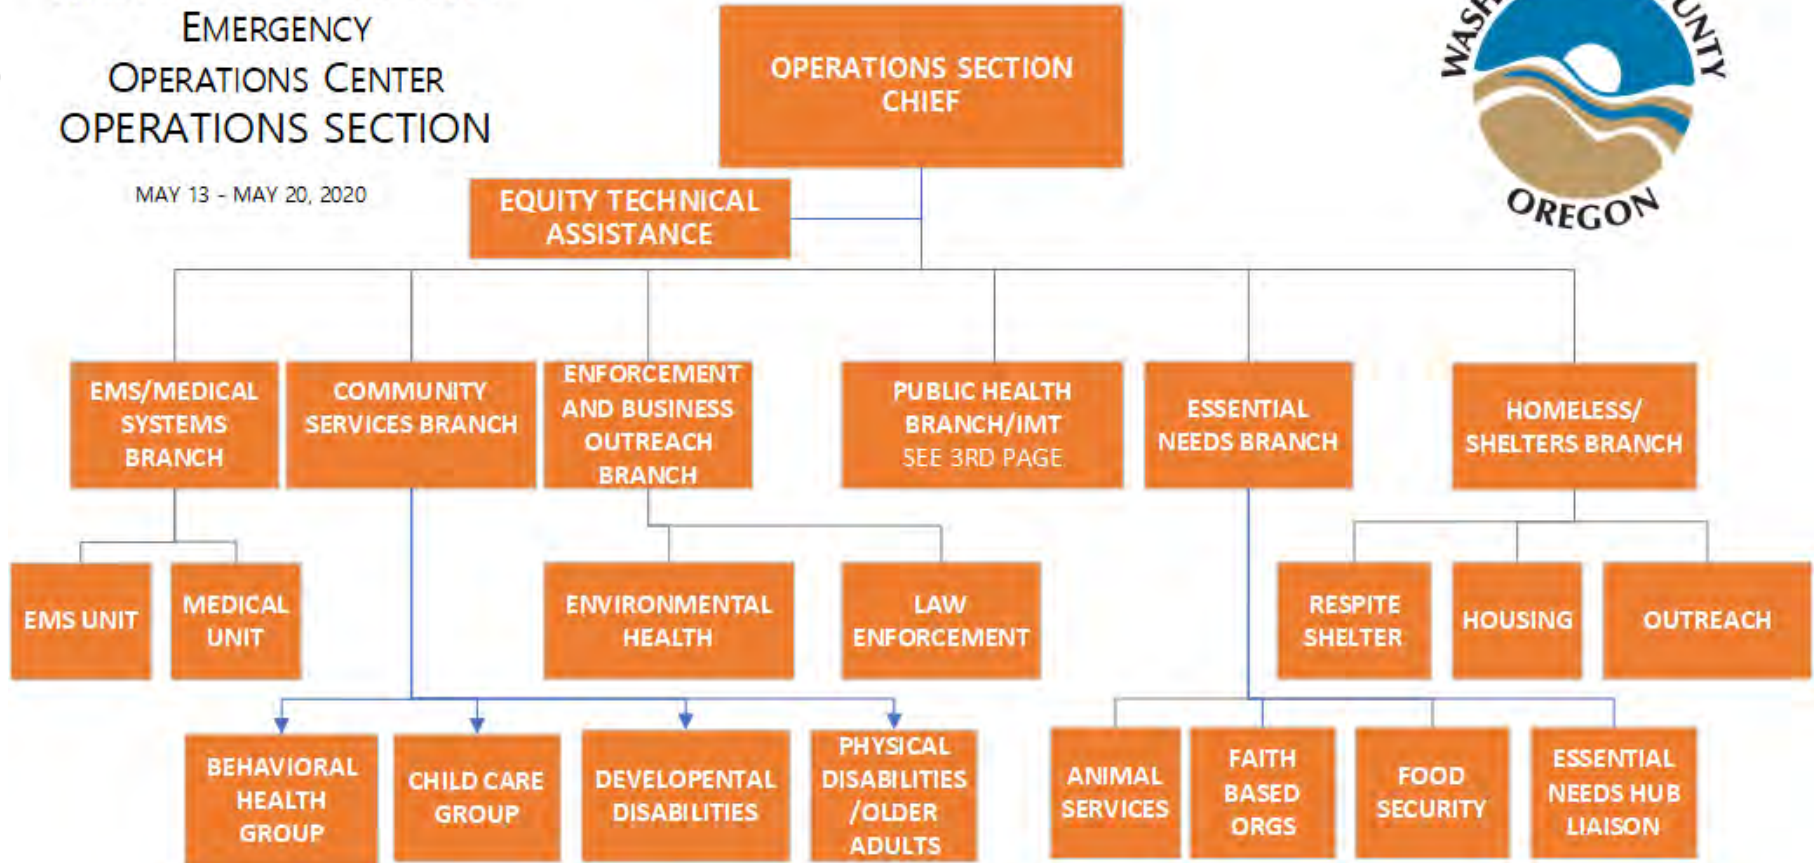 EMERGENCY
OPERATIONS CENTER
OPERATIONS SECTION
MAY 13 - MAY 20, 2020
OPERATIONS SECTION
CHIEF
OREGON
EQUITY TECHNICAL
ASSISTANCE
EMS/MEDICAL
SYSTEMS
BRANCH
COMMUNITY
SERVICES BRANCH
ENFORCEMENT
AND BUSINESS
OUTREACH
BRANCH
PUBLIC HEALTH
BRANCH/IMT
SEE 3RD PAGE
ESSENTIAL
NEEDS BRANCH
HOMELESS/
SHELTERS BRANCH
EMS UNIT
MEDICAL
UNIT
ENVIRONMENTAL
HEALTH
LAW
ENFORCEMENT
RESPITE
SHELTER
HOUSING
OUTREACH
BEHAVIORAL
HEALTH
GROUP
CHILD CARE
GROUP
DEVELOPENTAL
DISABILITIES
PHYSICAL
DISABILITIES
/OLDER
ADULTS
ANIMAL
SERVICES
FAITH
BASED
ORGS
FOOD
SECURITY
ESSENTIAL
NEEDS HUB
LIAISON